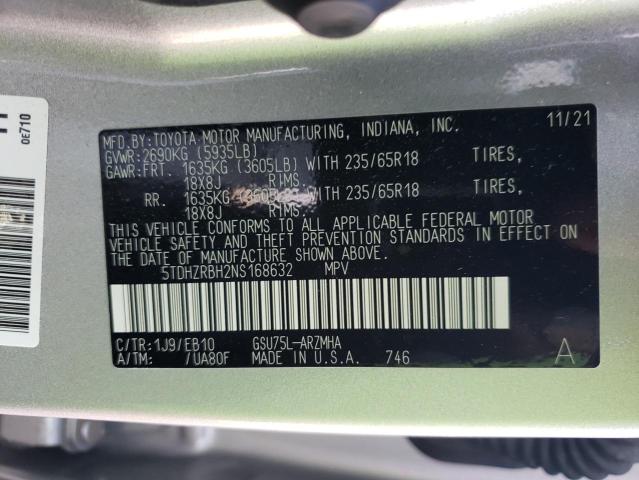 MFD.BY:TOYOTA MOTOR MANUFACTURING, INDIANA, INC. 11/21
GVWR:2690KG (5935LB)
GAWR:FRT. 1635KG (3605LB) WITH 235/65R18 TIRES,
18X8J RIMS.
RR. 1635KG (3605LB) WITH 235/65R18 TIRES,
18X8J RIMS.
THIS VEHICLE CONFORMS TO ALL APPLICABLE FEDERAL MOTOR
VEHICLE SAFETY AND THEFT PREVENTION STANDARDS IN EFFECT
ON THE DATE OF MANUFACTURE SHOWN ABOVE.
5TDHZRBH2NS168632 MPV
C/TR:1J9/EB10 GSU75L-ARZMHA
A/TM: /UA80F MADE IN U.S.A. 746 A
0E710